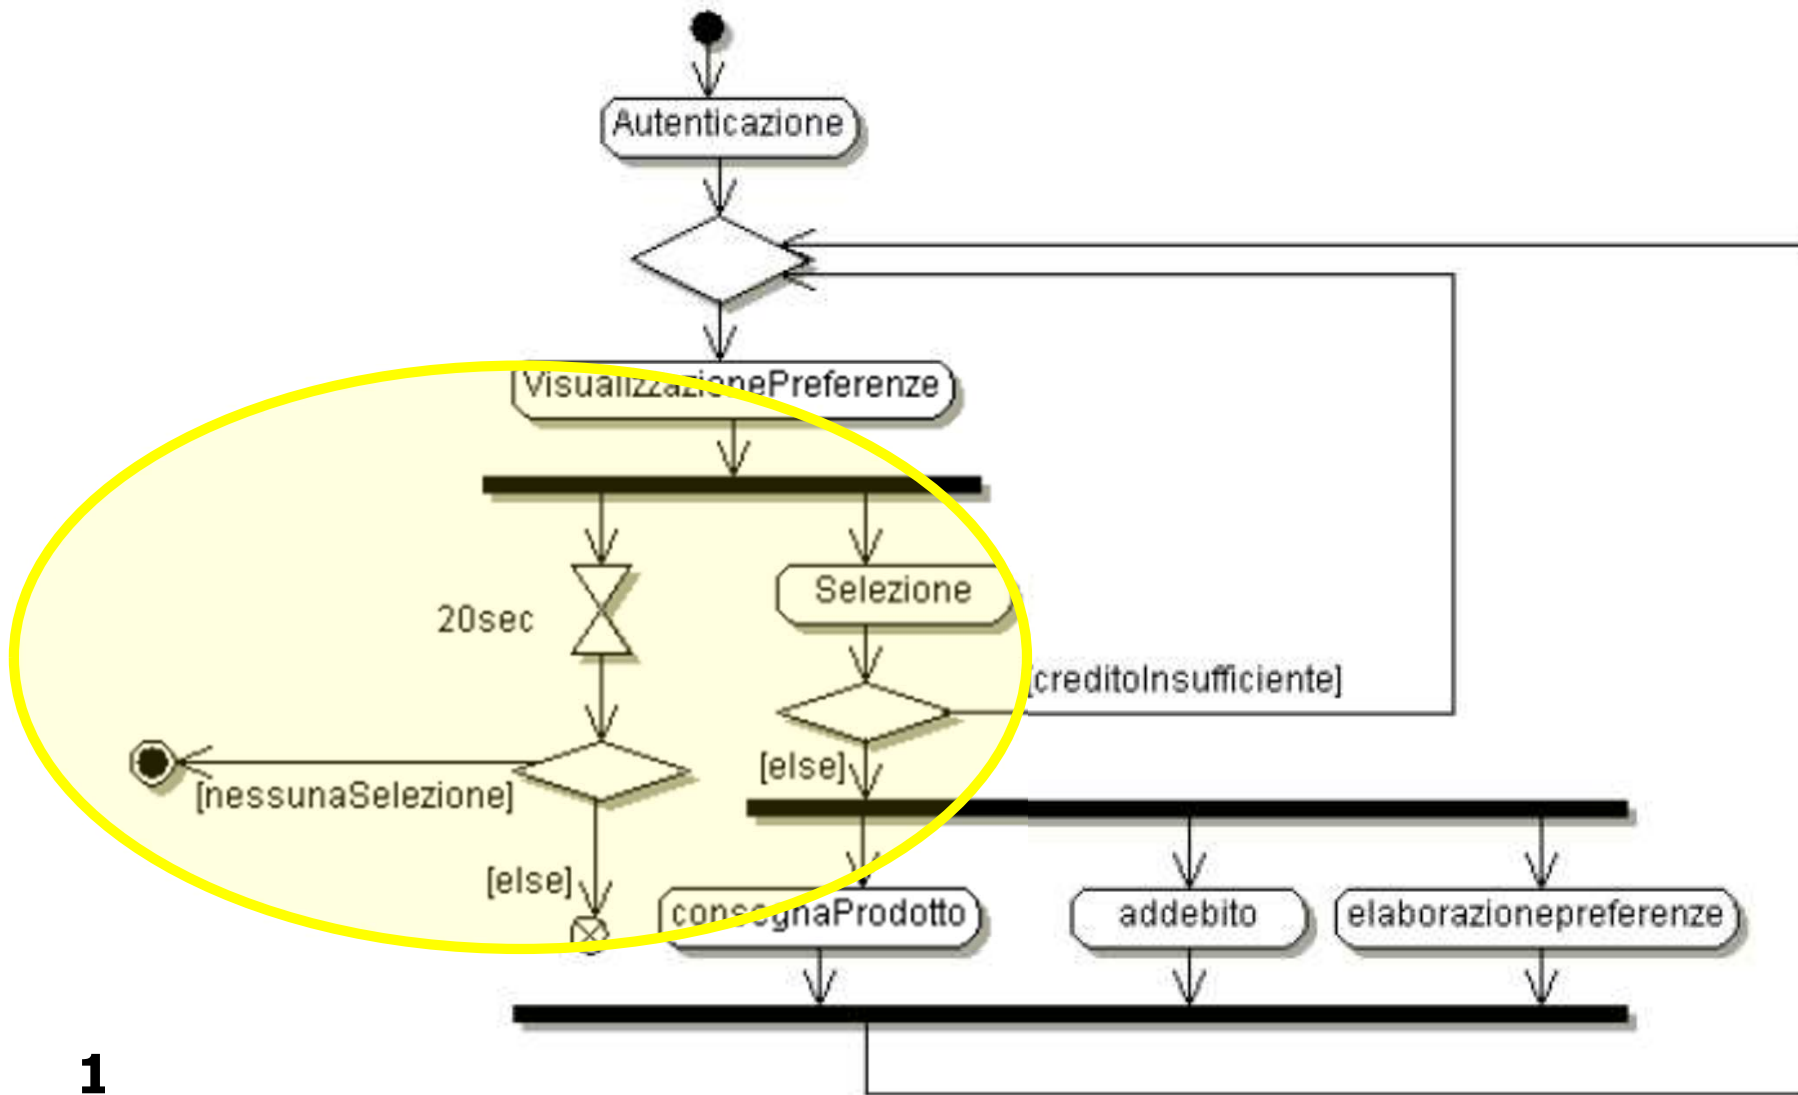 Autenticazione
VisualizzazionePreferenze
20sec
Selezione
[creditoInsufficiente]
[else]
[nessunaSelezione]
[else]
consegnaProdotto
addebito
elaborazionepreferenze
1